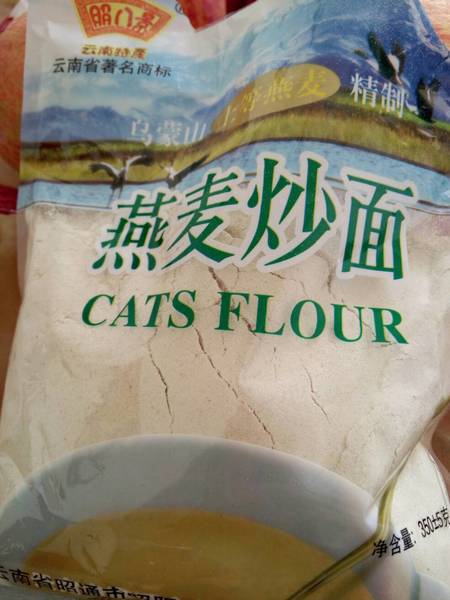 云南特产
云南省著名商标
乌蒙山 上等燕麦 精制
燕麦炒面
CATS FLOUR
净含量: 350±5克
云南省昭通市昭阳